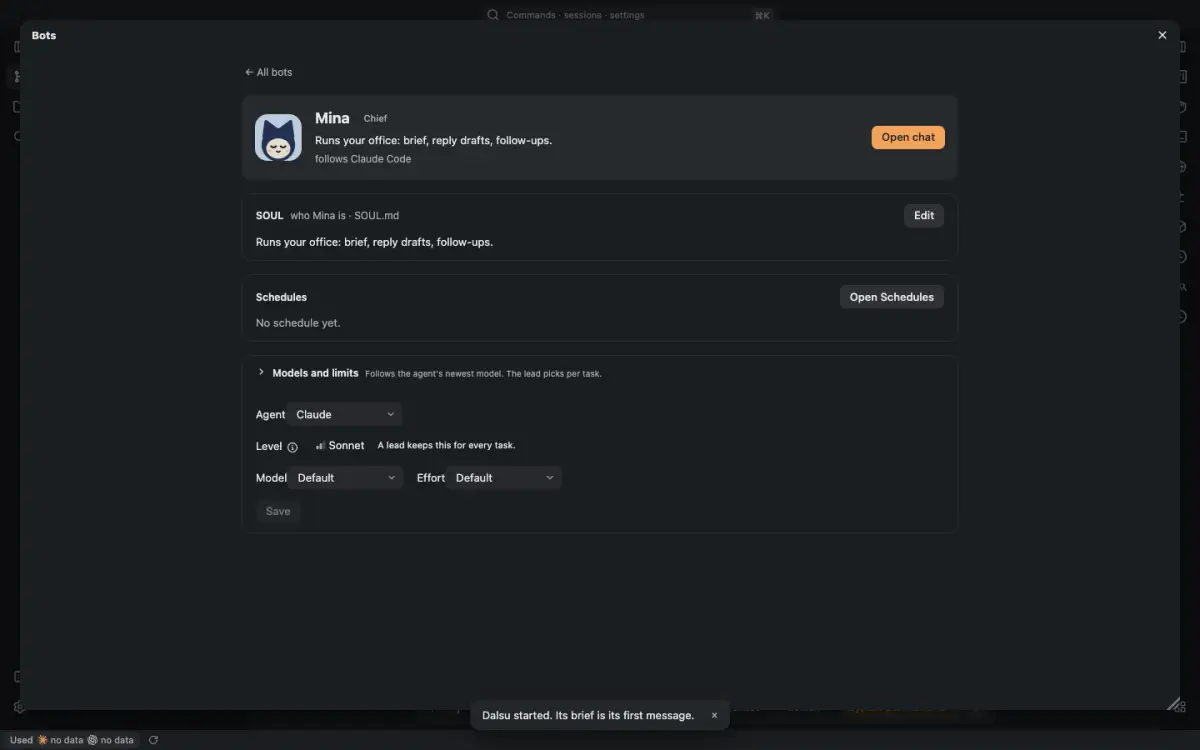 Commands · sessions · settings ⌘K
Bots
← All bots
Mina Chief
Runs your office: brief, reply drafts, follow-ups.
follows Claude Code
Open chat
SOUL who Mina is · SOUL.md
Edit
Runs your office: brief, reply drafts, follow-ups.
Schedules
Open Schedules
No schedule yet.
Models and limits Follows the agent's newest model. The lead picks per task.
Agent Claude
Level Sonnet A lead keeps this for every task.
Model Default Effort Default
Save
Dalsu started. Its brief is its first message. ×
Used no data no data